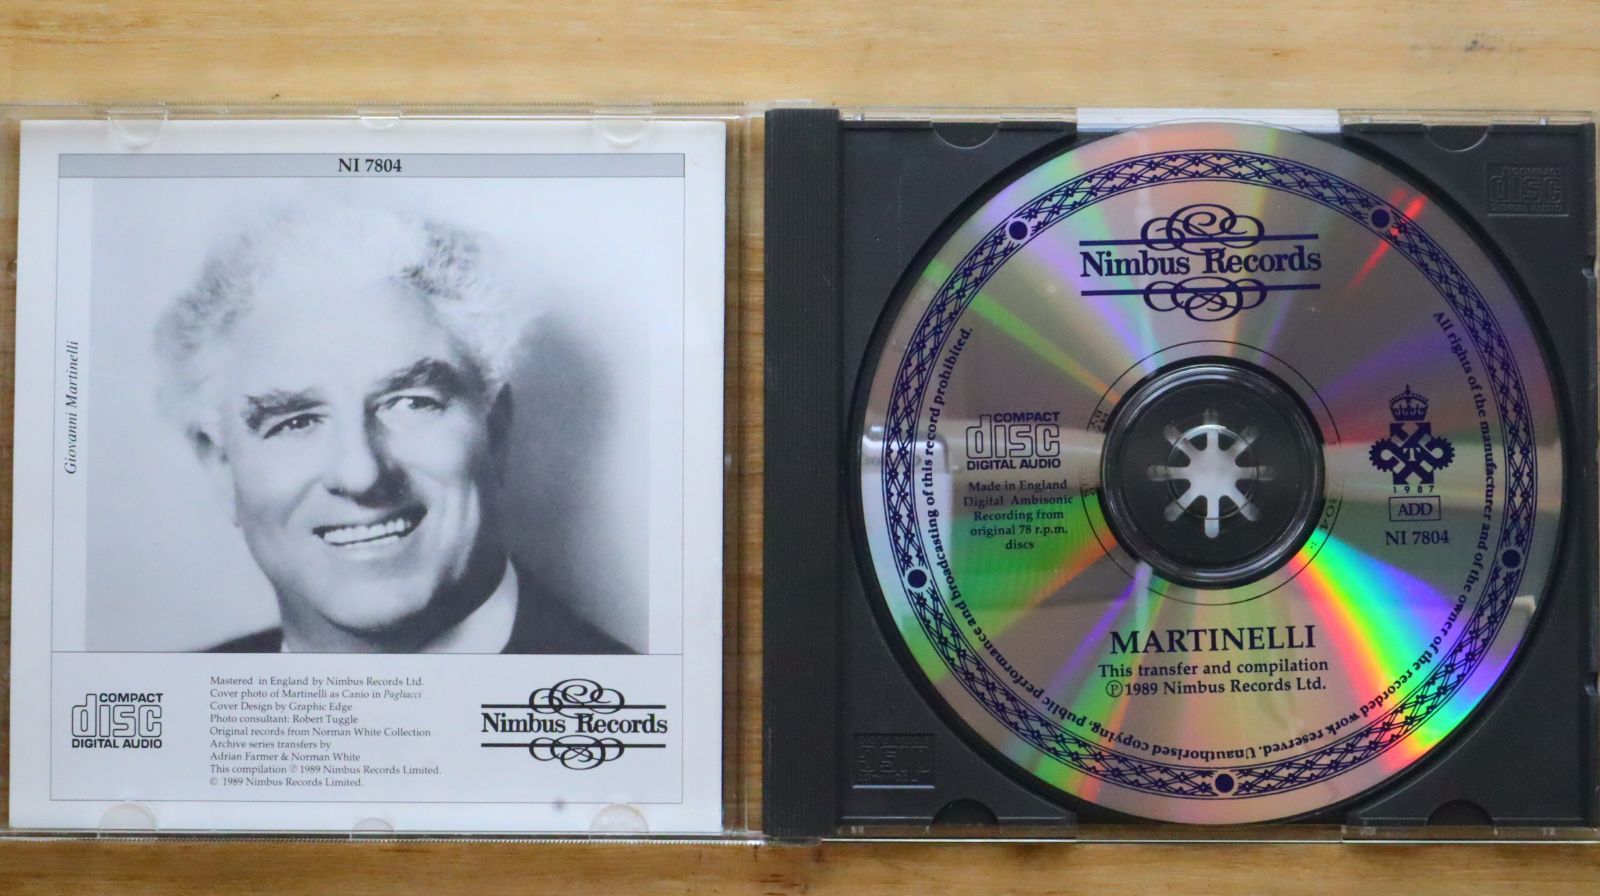 NI 7804
Giovanni Martinelli
COMPACT
disc
DIGITAL AUDIO
Mastered in England by Nimbus Records Ltd.
Cover photo of Martinelli as Canio in Pagliacci
Cover Design by Graphic Edge
Photo consultant: Robert Tuggle
Original records from Norman White Collection
Archive series transfers by
Adrian Farmer & Norman White
This compilation ℗ 1989 Nimbus Records Limited.
© 1989 Nimbus Records Limited.
Nimbus Records
Nimbus Records
All rights of the manufacturer and of the owner of the recorded work reserved. Unauthorised copying, public performance and broadcasting of this record prohibited.
COMPACT
disc
DIGITAL AUDIO
Made in England
Digital Ambisonic
Recording from
original 78 r.p.m.
discs
1987
ADD
NI 7804
MARTINELLI
This transfer and compilation
℗ 1989 Nimbus Records Ltd.
COMPACT
disc
DIGITAL AUDIO